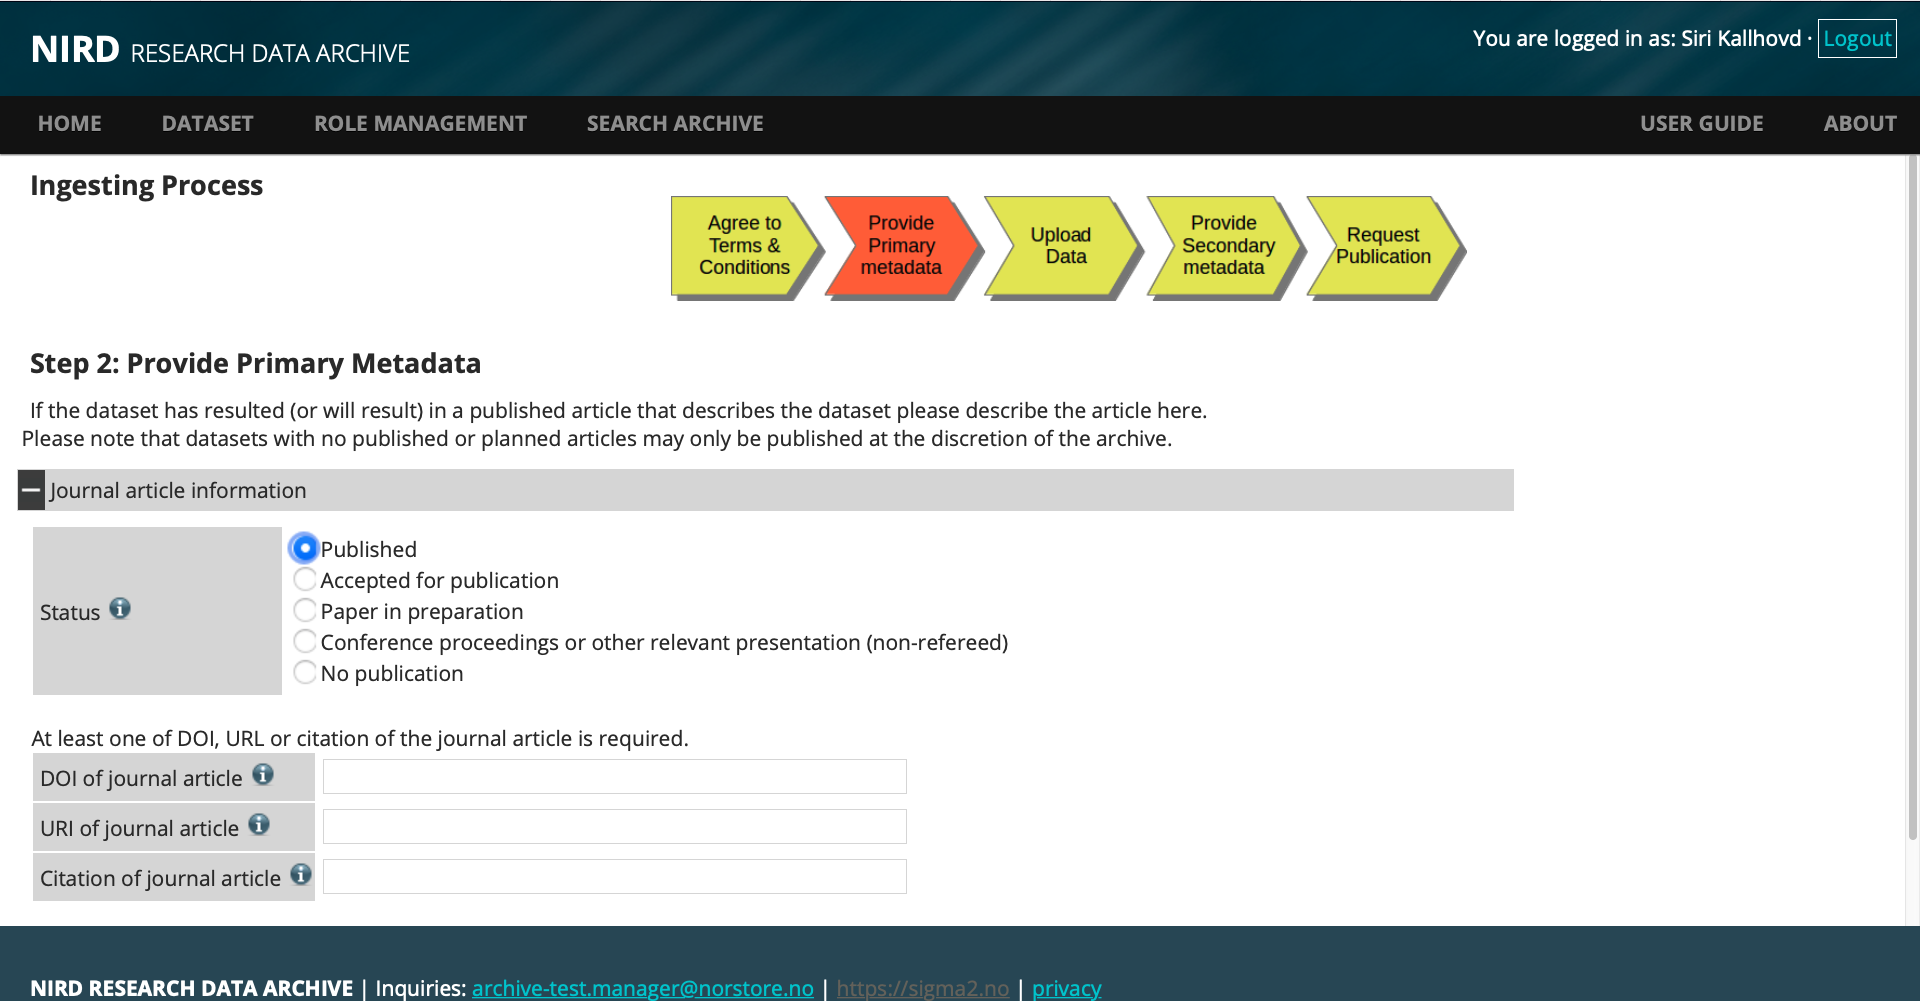 NIRD RESEARCH DATA ARCHIVE
You are logged in as: Siri Kallhovd · Logout
HOME DATASET ROLE MANAGEMENT SEARCH ARCHIVE USER GUIDE ABOUT
Ingesting Process
Agree to
Terms &
Conditions
Provide
Primary
metadata
Upload
Data
Provide
Secondary
metadata
Request
Publication
Step 2: Provide Primary Metadata
If the dataset has resulted (or will result) in a published article that describes the dataset please describe the article here.
Please note that datasets with no published or planned articles may only be published at the discretion of the archive.
Journal article information
Status
Published
Accepted for publication
Paper in preparation
Conference proceedings or other relevant presentation (non-refereed)
No publication
At least one of DOI, URL or citation of the journal article is required.
DOI of journal article
URI of journal article
Citation of journal article
NIRD RESEARCH DATA ARCHIVE | Inquiries: archive-test.manager@norstore.no | https://sigma2.no | privacy